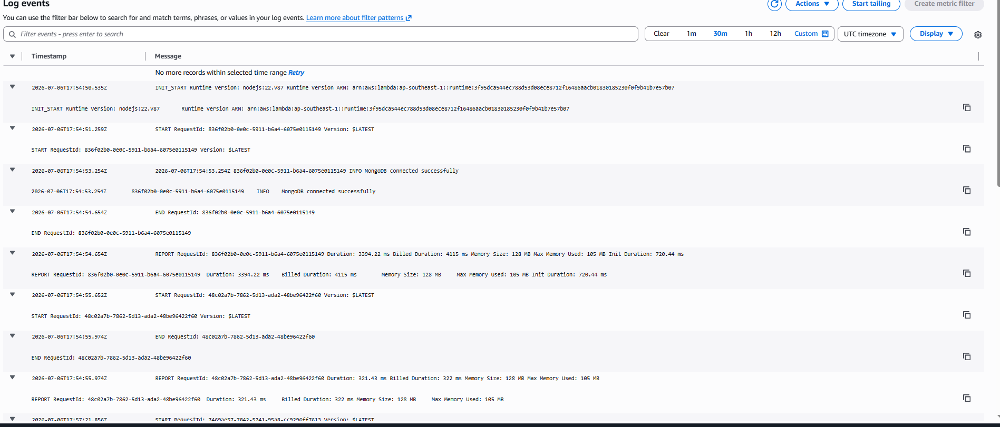 Log events
Actions
Start tailing
Create metric filter
You can use the filter bar below to search for and match terms, phrases, or values in your log events. Learn more about filter patterns
Filter events - press enter to search
Clear 1m 30m 1h 12h Custom
UTC timezone
Display
Timestamp Message
No more records within selected time range Retry
2026-07-06T17:54:50.535Z INIT_START Runtime Version: nodejs:22.v87 Runtime Version ARN: arn:aws:lambda:ap-southeast-1::runtime:3f95dca544ec788d53d08ece8712f16486aacb01830185230f0f9b41b7e57b07
INIT_START Runtime Version: nodejs:22.v87 Runtime Version ARN: arn:aws:lambda:ap-southeast-1::runtime:3f95dca544ec788d53d08ece8712f16486aacb01830185230f0f9b41b7e57b07
2026-07-06T17:54:51.259Z START RequestId: 836f02b0-0e0c-5911-b6a4-6075e0115149 Version: $LATEST
START RequestId: 836f02b0-0e0c-5911-b6a4-6075e0115149 Version: $LATEST
2026-07-06T17:54:53.254Z 2026-07-06T17:54:53.254Z 836f02b0-0e0c-5911-b6a4-6075e0115149 INFO MongoDB connected successfully
2026-07-06T17:54:53.254Z 836f02b0-0e0c-5911-b6a4-6075e0115149 INFO MongoDB connected successfully
2026-07-06T17:54:54.654Z END RequestId: 836f02b0-0e0c-5911-b6a4-6075e0115149
END RequestId: 836f02b0-0e0c-5911-b6a4-6075e0115149
2026-07-06T17:54:54.654Z REPORT RequestId: 836f02b0-0e0c-5911-b6a4-6075e0115149 Duration: 3394.22 ms Billed Duration: 4115 ms Memory Size: 128 MB Max Memory Used: 105 MB Init Duration: 720.44 ms
REPORT RequestId: 836f02b0-0e0c-5911-b6a4-6075e0115149 Duration: 3394.22 ms Billed Duration: 4115 ms Memory Size: 128 MB Max Memory Used: 105 MB Init Duration: 720.44 ms
2026-07-06T17:54:55.652Z START RequestId: 48c02a7b-7862-5d13-ada2-48be96422f60 Version: $LATEST
START RequestId: 48c02a7b-7862-5d13-ada2-48be96422f60 Version: $LATEST
2026-07-06T17:54:55.974Z END RequestId: 48c02a7b-7862-5d13-ada2-48be96422f60
END RequestId: 48c02a7b-7862-5d13-ada2-48be96422f60
2026-07-06T17:54:55.974Z REPORT RequestId: 48c02a7b-7862-5d13-ada2-48be96422f60 Duration: 321.43 ms Billed Duration: 322 ms Memory Size: 128 MB Max Memory Used: 105 MB
REPORT RequestId: 48c02a7b-7862-5d13-ada2-48be96422f60 Duration: 321.43 ms Billed Duration: 322 ms Memory Size: 128 MB Max Memory Used: 105 MB
2026-07-06T17:57:21.856Z START RequestId: 7469ae57-7842-5241-95a8-cc9296ff7613 Version: $LATEST